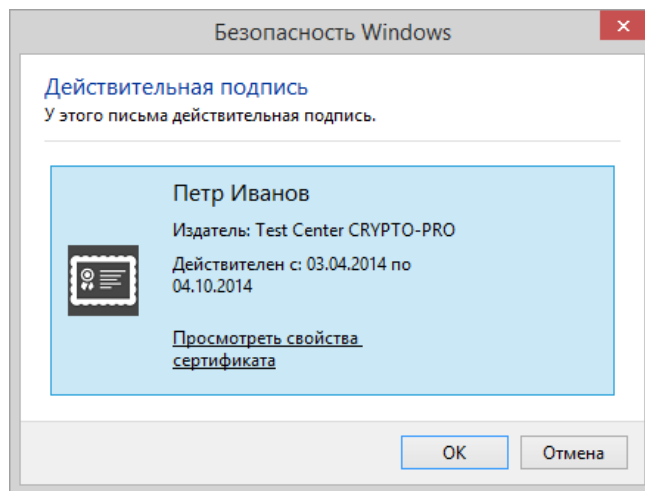 Безопасность Windows
Действительная подпись
У этого письма действительная подпись.
Петр Иванов
Издатель: Test Center CRYPTO-PRO
Действителен с: 03.04.2014 по
04.10.2014
Просмотреть свойства
сертификата
ОК
Отмена